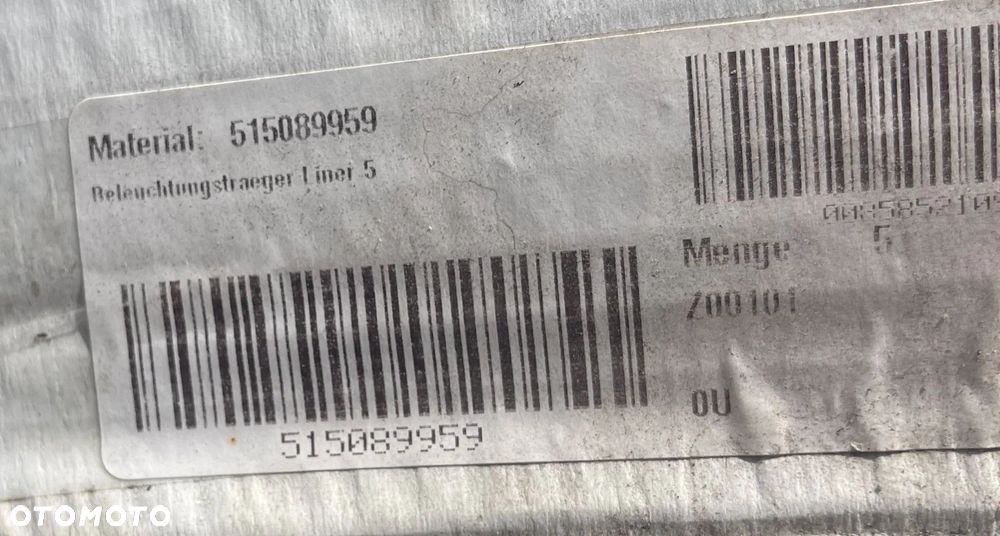 Material: 515089959
Beleuchtungstraeger Liner 5
515089959
Menge 5
Z00101
0U
OTOMOTO